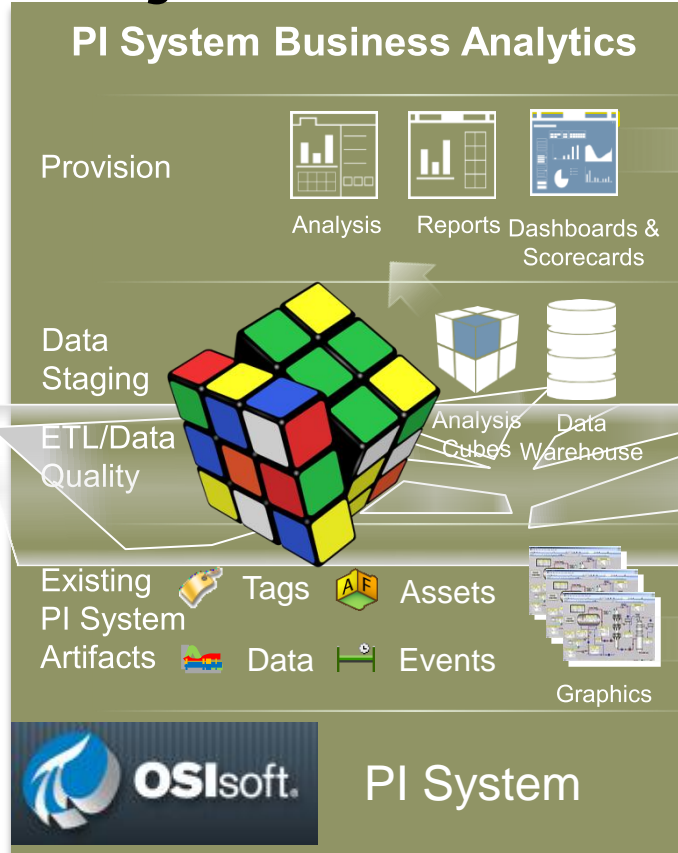 PI System Business Analytics
Provision
Analysis
Reports
Dashboards &
Scorecards
Data
Staging
Analysis
Cubes
Data
Warehouse
ETL/Data
Quality
Existing
PI System
Artifacts
Tags
AF
Assets
Data
Events
Graphics
OSIsoft.
PI System